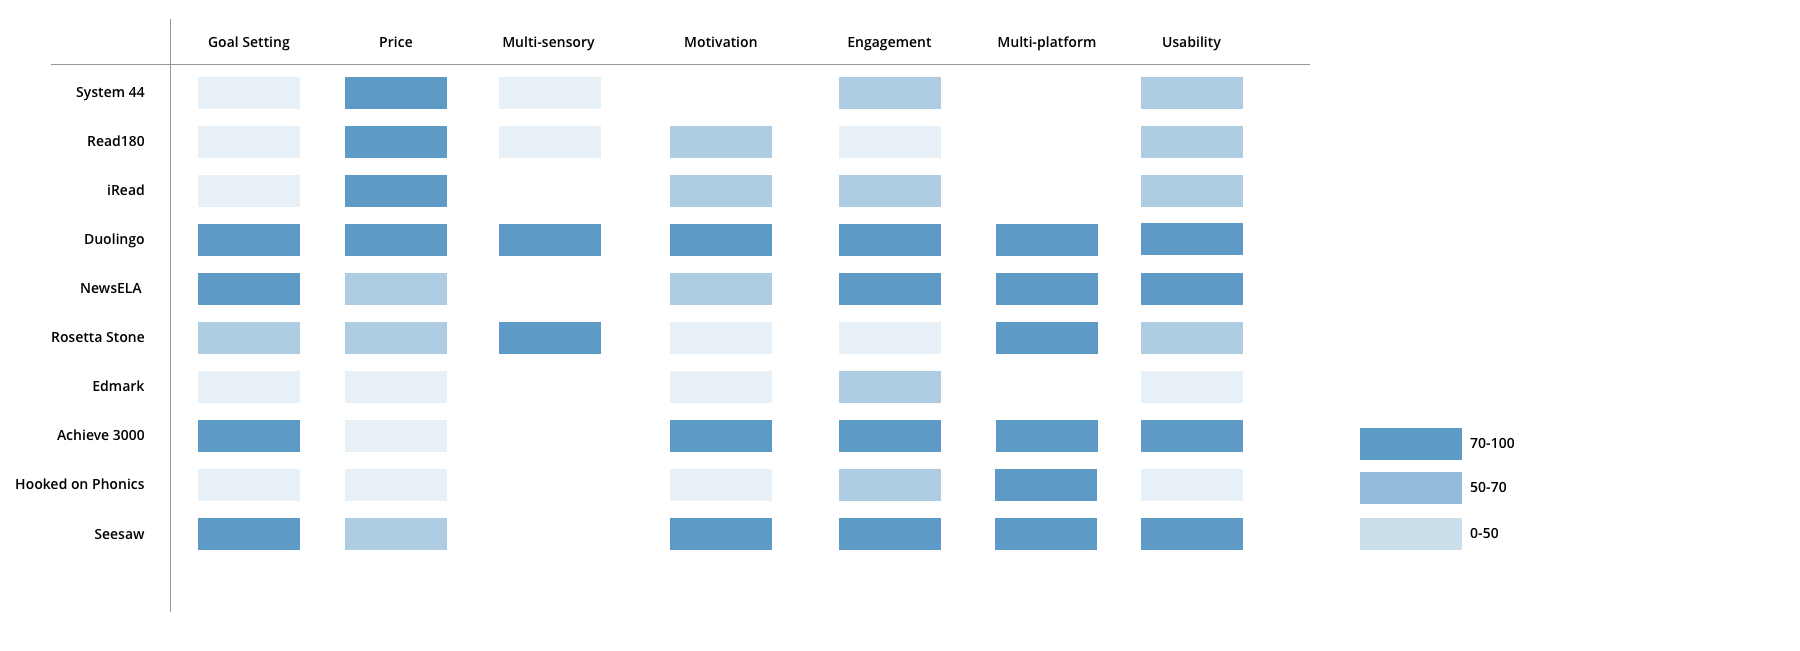 Goal Setting Price Multi-sensory Motivation Engagement Multi-platform Usability
System 44
Read180
iRead
Duolingo
NewsELA
Rosetta Stone
Edmark
Achieve 3000
Hooked on Phonics
Seesaw
70-100
50-70
0-50